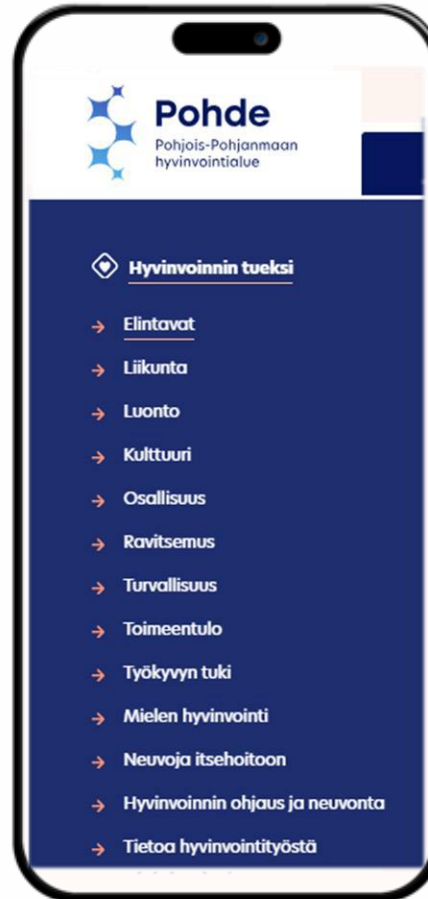 Pohde
Pohjois-Pohjanmaan
hyvinvointialue
Hyvinvoinnin tueksi
Elintavat
Liikunta
Luonto
Kulttuuri
Osallisuus
Ravitsemus
Turvallisuus
Toimeentulo
Työkyvyn tuki
Mielen hyvinvointi
Neuvoja itsehoitoon
Hyvinvoinnin ohjaus ja neuvonta
Tietoa hyvinvointityöstä